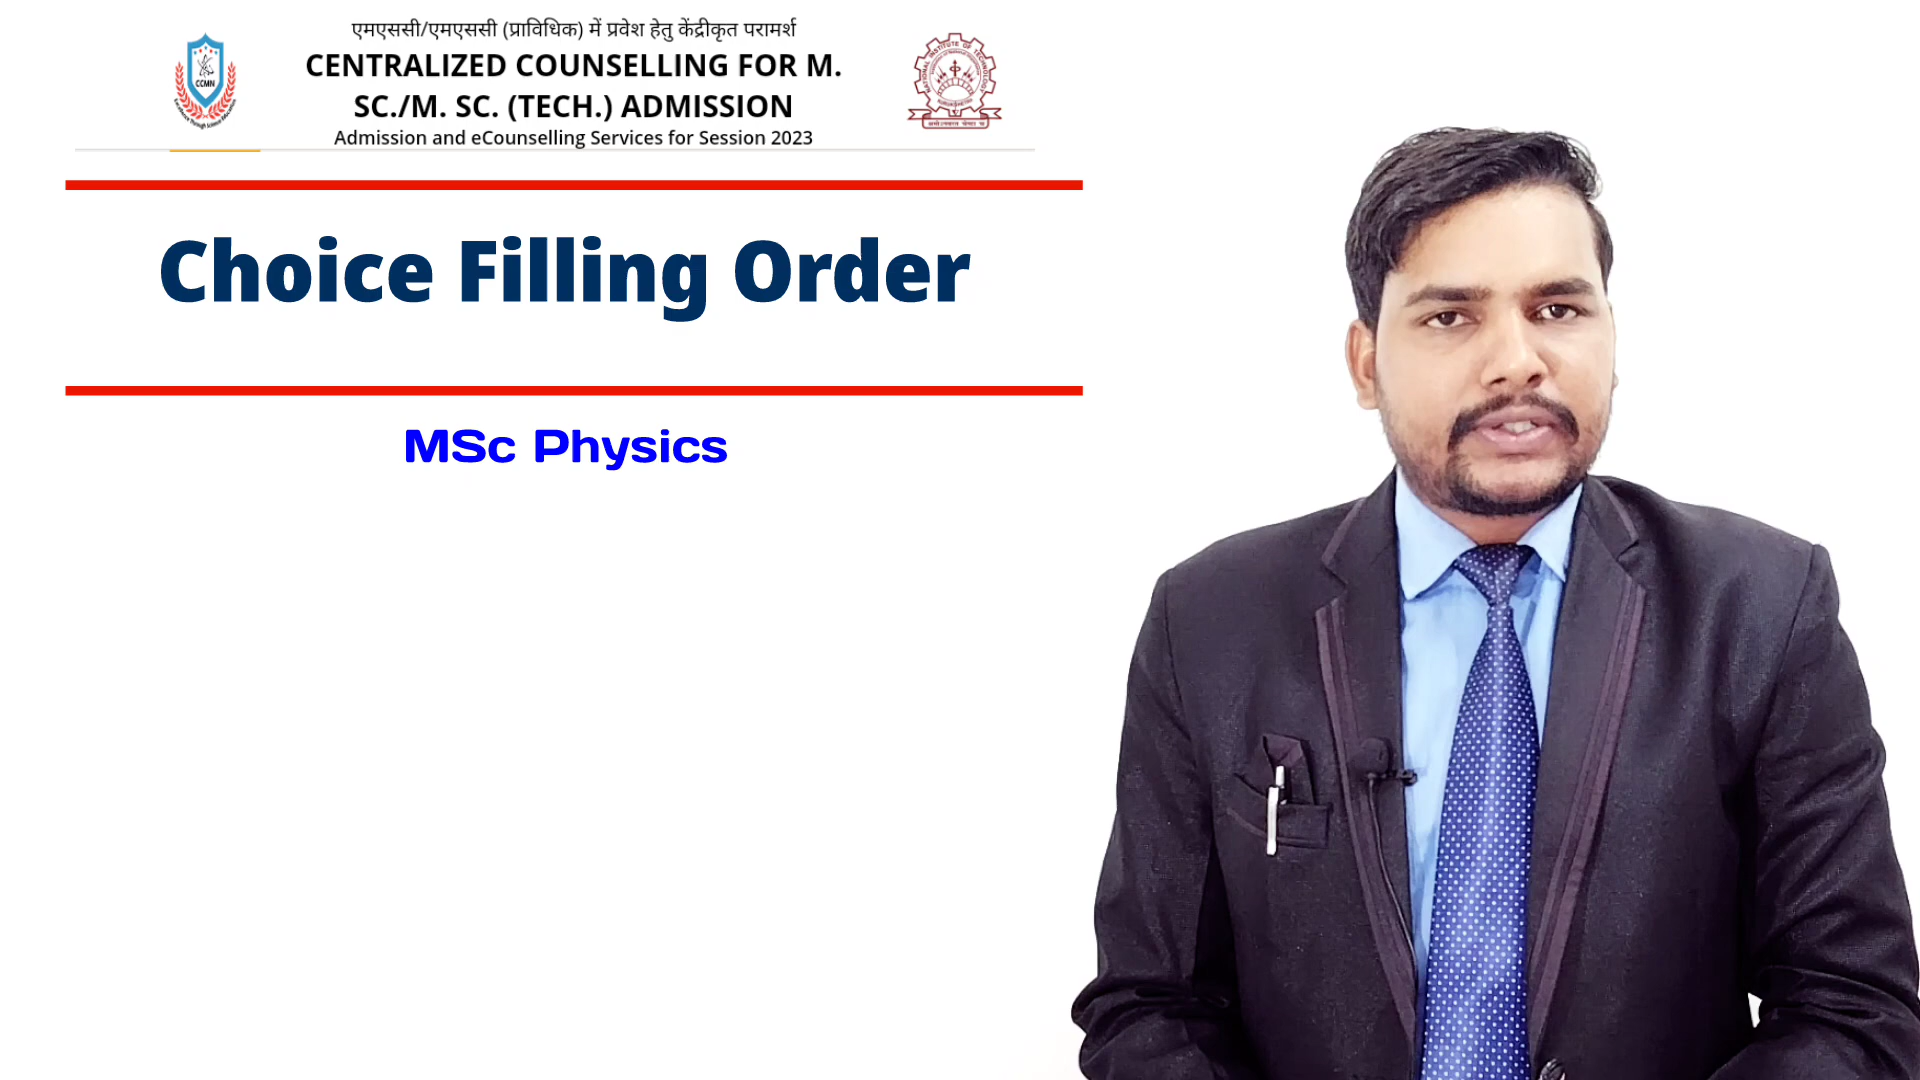 एमएससी/एमएससी (प्राविधिक) में प्रवेश हेतु केंद्रीकृत परामर्श
CENTRALIZED COUNSELLING FOR M.
SC./M. SC. (TECH.) ADMISSION
Admission and eCounselling Services for Session 2023
CCMN
Choice Filling Order
MSc Physics